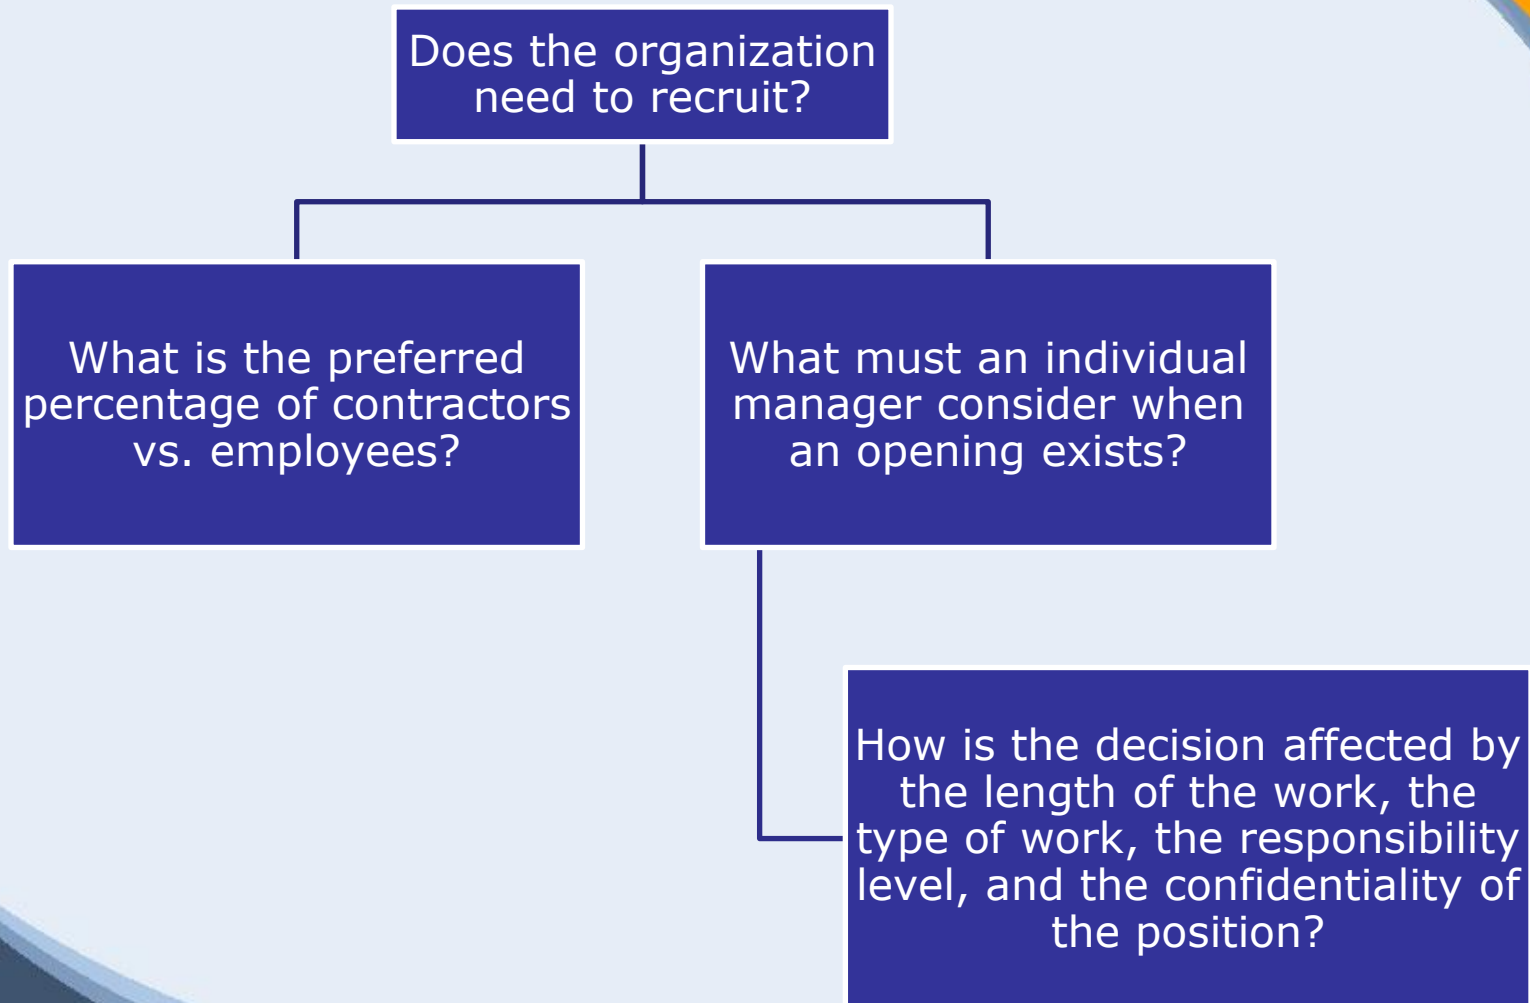 Does the organization
need to recruit?
What is the preferred
percentage of contractors
vs. employees?
What must an individual
manager consider when
an opening exists?
How is the decision affected by
the length of the work, the
type of work, the responsibility
level, and the confidentiality of
the position?